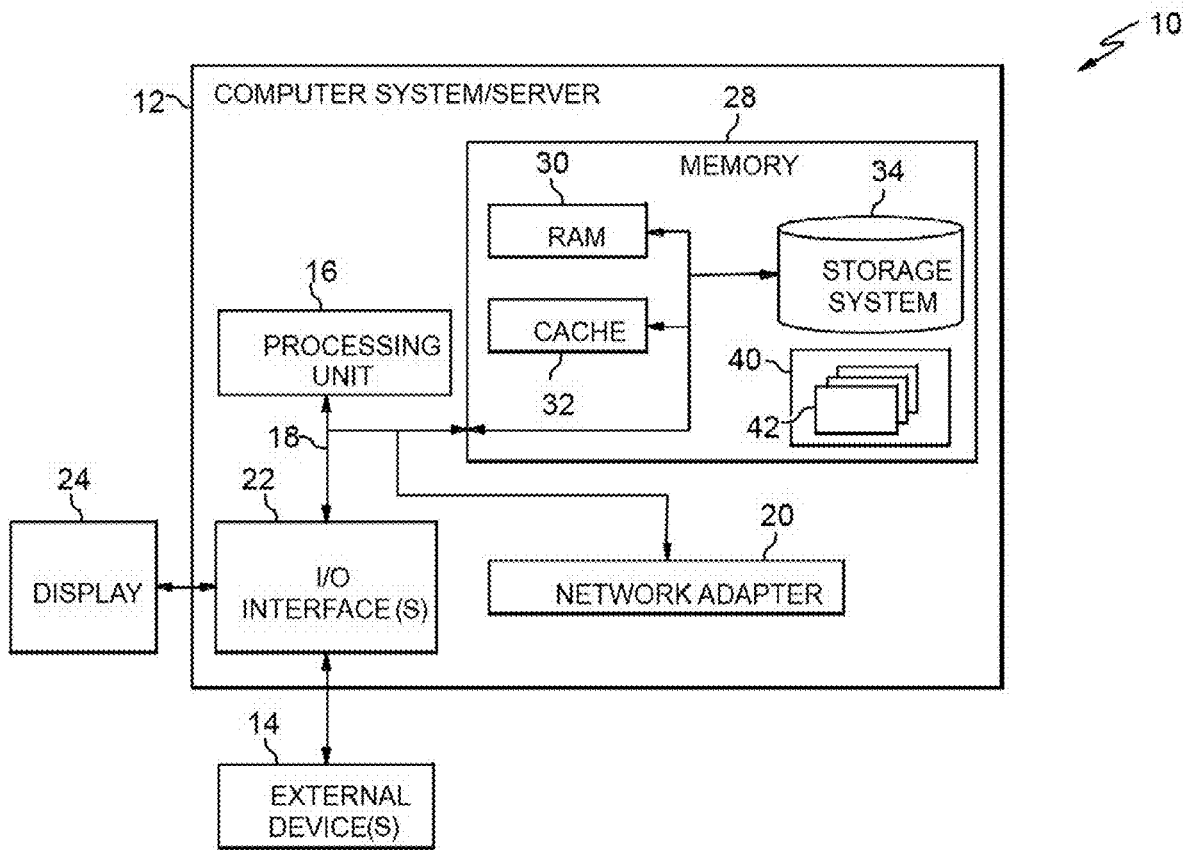 10
12
COMPUTER SYSTEM/SERVER
28
MEMORY
30
RAM
34
STORAGE
SYSTEM
16
PROCESSING
UNIT
CACHE
32
40
42
18
24
22
20
DISPLAY
I/O
INTERFACE(S)
NETWORK ADAPTER
14
EXTERNAL
DEVICE(S)